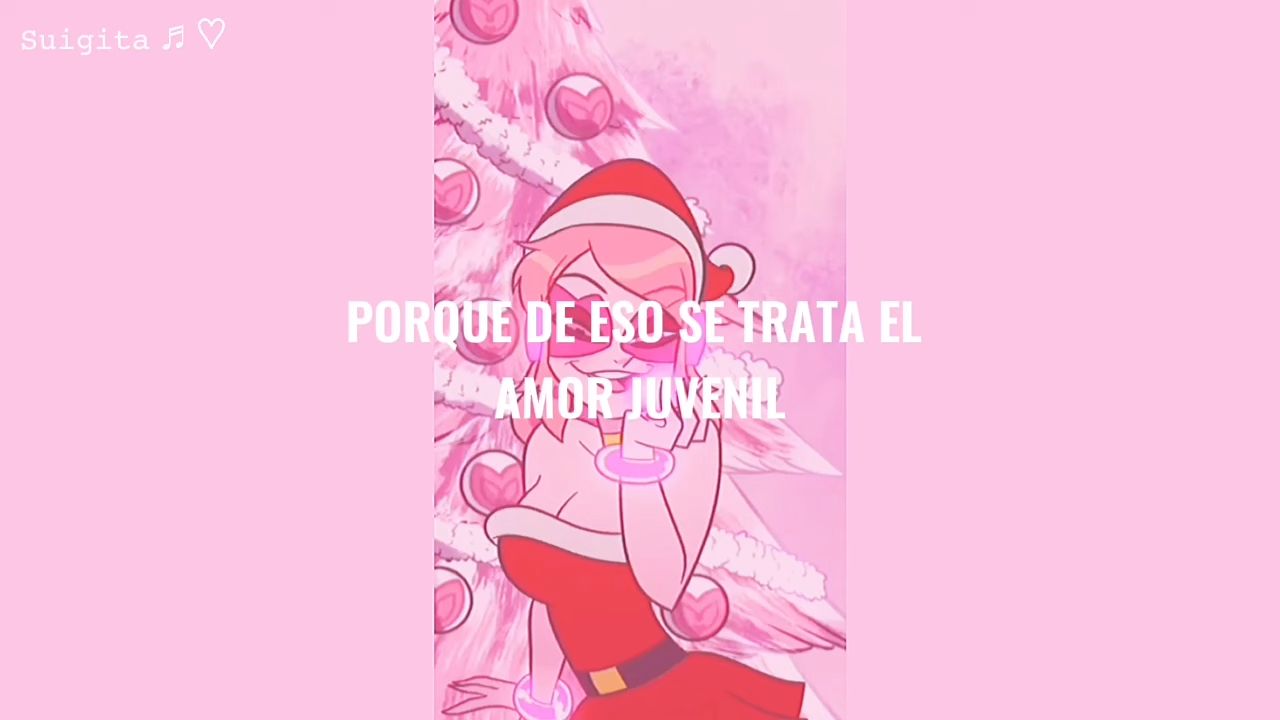 Suigita ♬ ♡
PORQUE DE ESO SE TRATA EL
AMOR JUVENIL